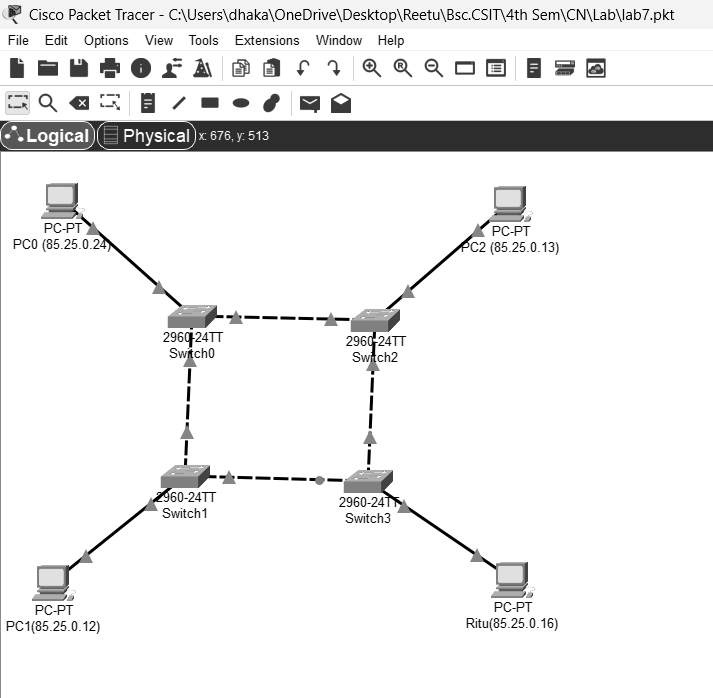 Cisco Packet Tracer - C:\Users\dhaka\OneDrive\Desktop\Reetu\Bsc.CSIT\4th Sem\CN\Lab\lab7.pkt
File Edit Options View Tools Extensions Window Help
Logical Physical x: 676, y: 513
PC-PT
PC0 (85.25.0.24)
PC-PT
PC2 (85.25.0.13)
2960-24TT
Switch0
2960-24TT
Switch2
2960-24TT
Switch1
2960-24TT
Switch3
PC-PT
PC1(85.25.0.12)
PC-PT
Ritu(85.25.0.16)